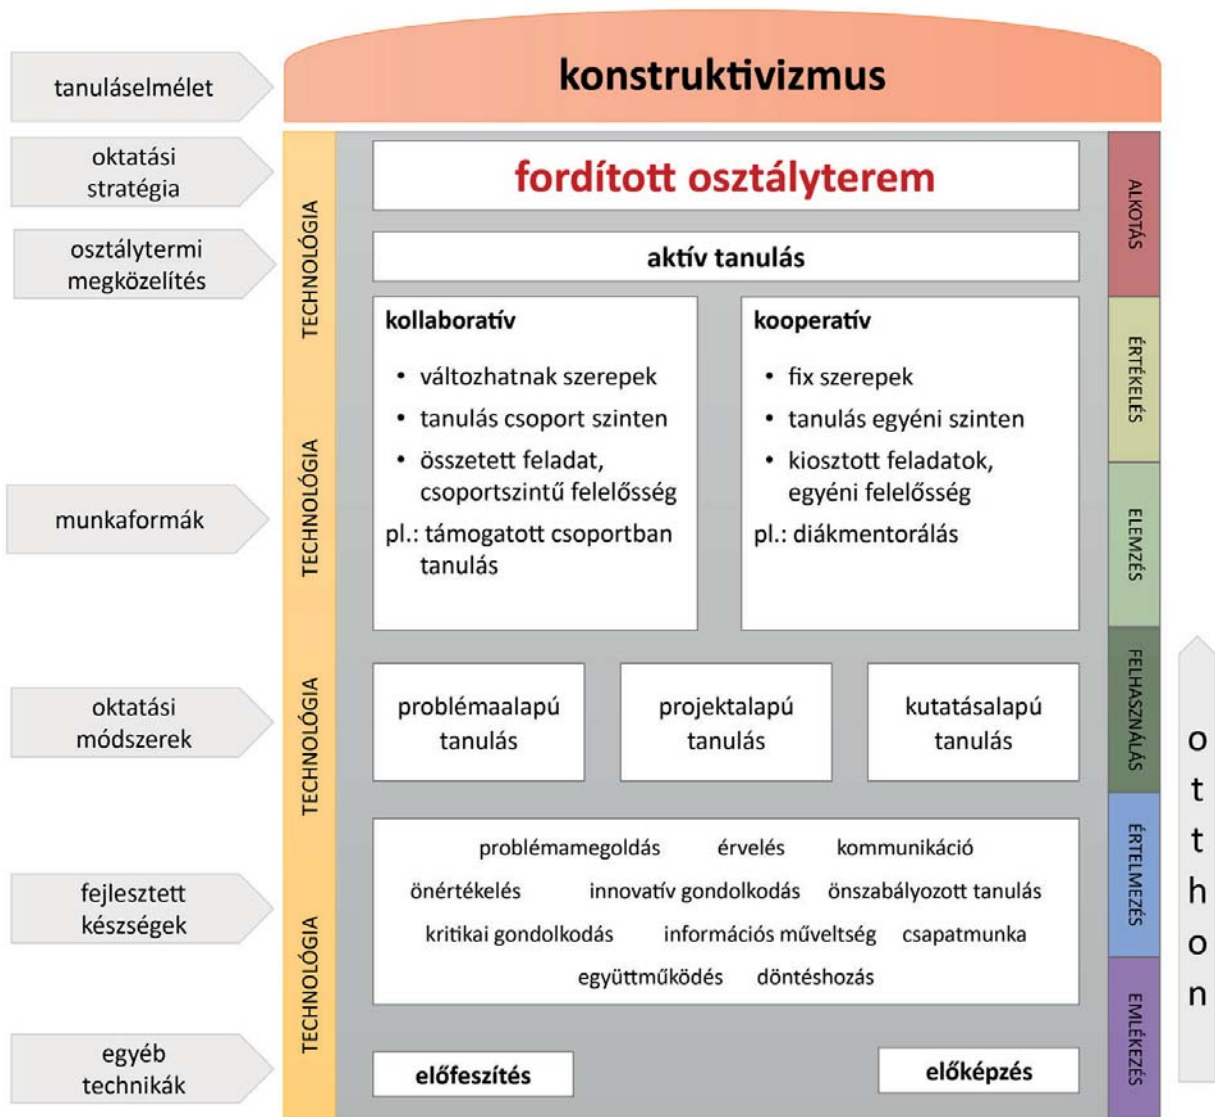 tanuláselmélet
konstruktivizmus
oktatási
stratégia
fordított osztályterem
osztálytermi
megközelítés
aktív tanulás
munkaformák
kollaboratív
• változhatnak szerepek
• tanulás csoport szinten
• összetett feladat,
csoportszintű felelősség
pl.: támogatott csoportban
tanulás
kooperatív
• fix szerepek
• tanulás egyéni szinten
• kiosztott feladatok,
egyéni felelősség
pl.: diákmentorálás
oktatási
módszerek
problémaalapú
tanulás
projektalapú
tanulás
kutatásalapú
tanulás
fejlesztett
készségek
problémamegoldás érvelés kommunikáció
önértékelés innovatív gondolkodás önszabályozott tanulás
kritikai gondolkodás információs műveltség csapatmunka
együttműködés döntéshozás
egyéb
technikák
előfeszítés
előképzés
TECHNOLÓGIA
TECHNOLÓGIA
TECHNOLÓGIA
TECHNOLÓGIA
ALKOTÁS
ÉRTÉKELÉS
ELEMZÉS
FELHASZNÁLÁS
ÉRTELMEZÉS
EMLÉKEZÉS
otthon